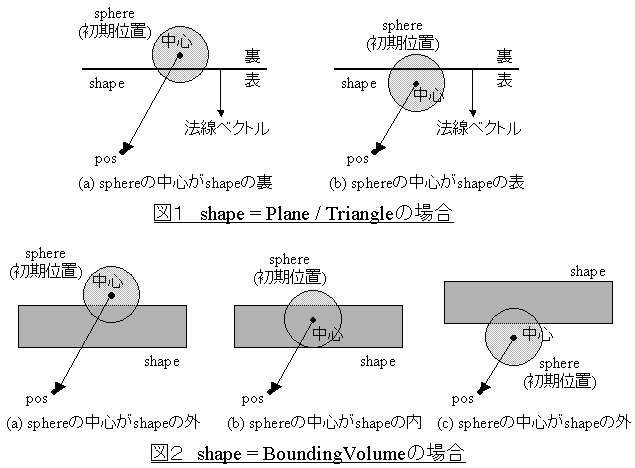 sphere
(初期位置)
中心
裏
shape
表
法線ベクトル
pos
(a) sphereの中心がshapeの裏
sphere
(初期位置)
裏
shape
表
中心
法線ベクトル
pos
(b) sphereの中心がshapeの表
図1 shape = Plane / Triangleの場合
sphere
(初期位置)
中心
shape
pos
(a) sphereの中心がshapeの外
sphere
(初期位置)
中心
shape
pos
(b) sphereの中心がshapeの内
shape
中心
sphere
(初期位置)
pos
(c) sphereの中心がshapeの外
図2 shape = BoundingVolumeの場合